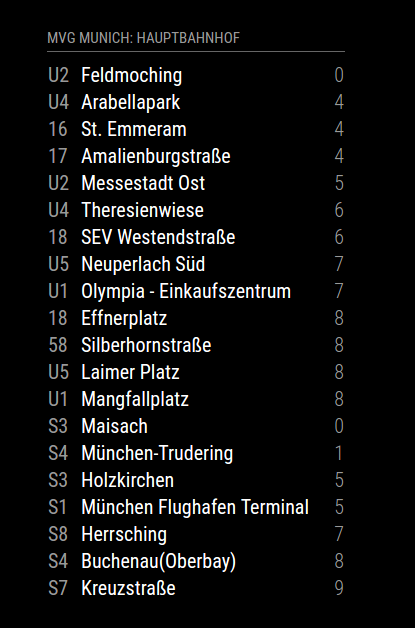 MVG MUNICH: HAUPTBAHNHOF
U2 Feldmoching 0
U4 Arabellapark 4
16 St. Emmeram 4
17 Amalienburgstraße 4
U2 Messestadt Ost 5
U4 Theresienwiese 6
18 SEV Westendstraße 6
U5 Neuperlach Süd 7
U1 Olympia - Einkaufszentrum 7
18 Effnerplatz 8
58 Silberhornstraße 8
U5 Laimer Platz 8
U1 Mangfallplatz 8
S3 Maisach 0
S4 München-Trudering 1
S3 Holzkirchen 5
S1 München Flughafen Terminal 5
S8 Herrsching 7
S4 Buchenau(Oberbay) 8
S7 Kreuzstraße 9